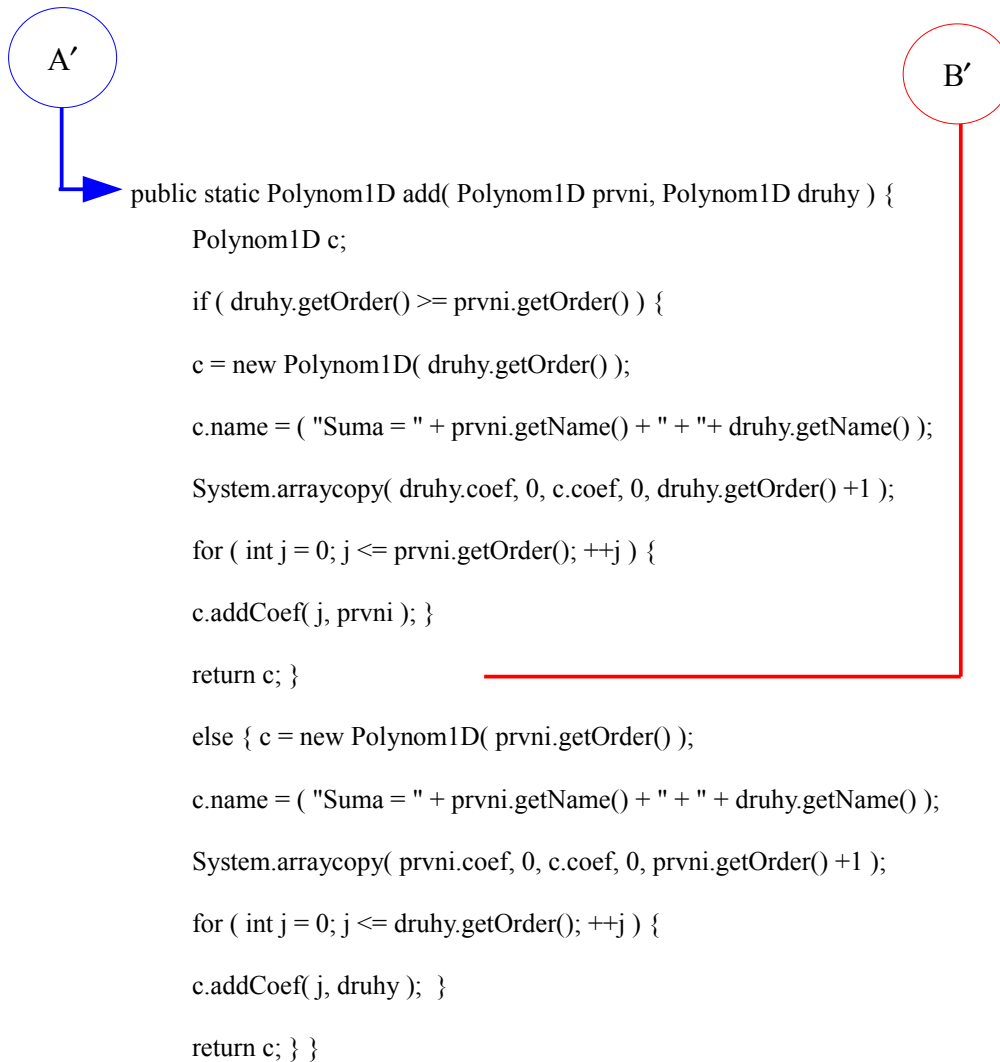 A′
B′
public static Polynom1D add( Polynom1D prvni, Polynom1D druhy ) {
Polynom1D c;
if ( druhy.getOrder() >= prvni.getOrder() ) {
c = new Polynom1D( druhy.getOrder() );
c.name = ( "Suma = " + prvni.getName() + " + "+ druhy.getName() );
System.arraycopy( druhy.coef, 0, c.coef, 0, druhy.getOrder() +1 );
for ( int j = 0; j <= prvni.getOrder(); ++j ) {
c.addCoef( j, prvni ); }
return c; }
else { c = new Polynom1D( prvni.getOrder() );
c.name = ( "Suma = " + prvni.getName() + " + " + druhy.getName() );
System.arraycopy( prvni.coef, 0, c.coef, 0, prvni.getOrder() +1 );
for ( int j = 0; j <= druhy.getOrder(); ++j ) {
c.addCoef( j, druhy );  }
return c; } }